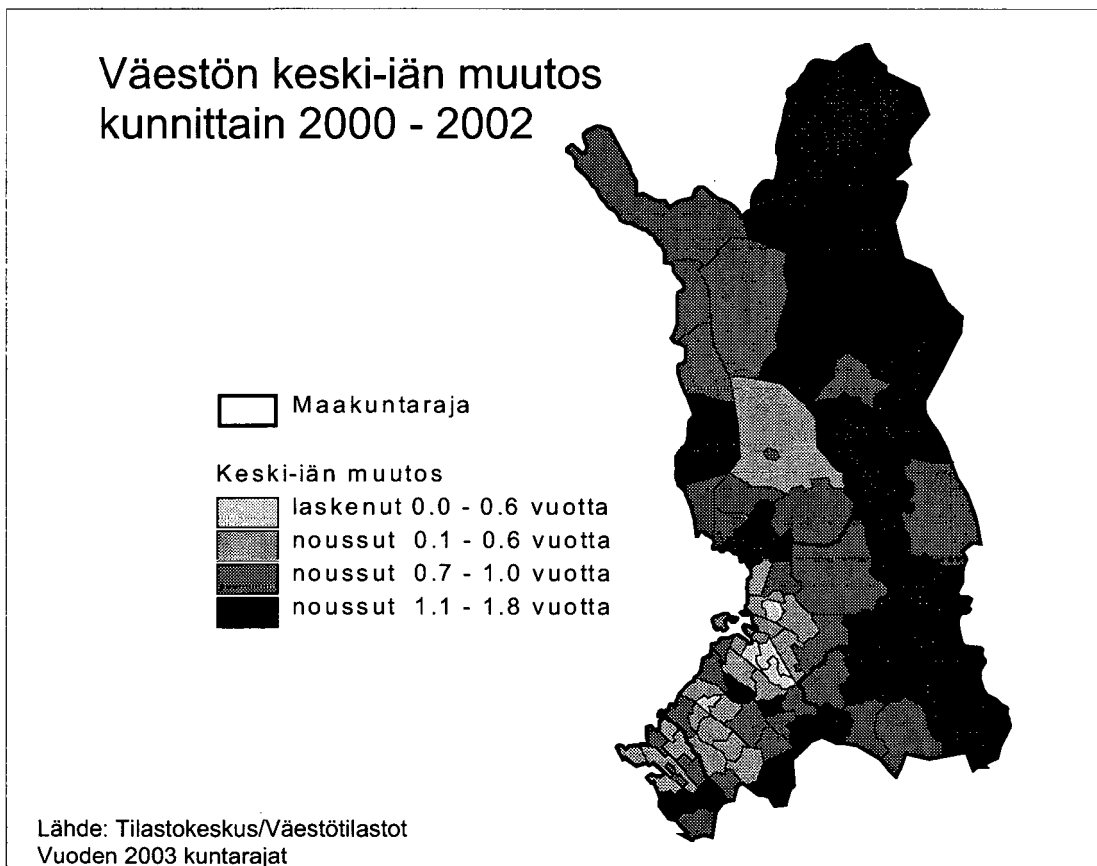 Väestön keski-iän muutos
kunnittain 2000 - 2002
Maakuntaraja
Keski-iän muutos
laskenut 0.0 - 0.6 vuotta
noussut 0.1 - 0.6 vuotta
noussut 0.7 - 1.0 vuotta
noussut 1.1 - 1.8 vuotta
Lähde: Tilastokeskus/Väestötilastot
Vuoden 2003 kuntarajat